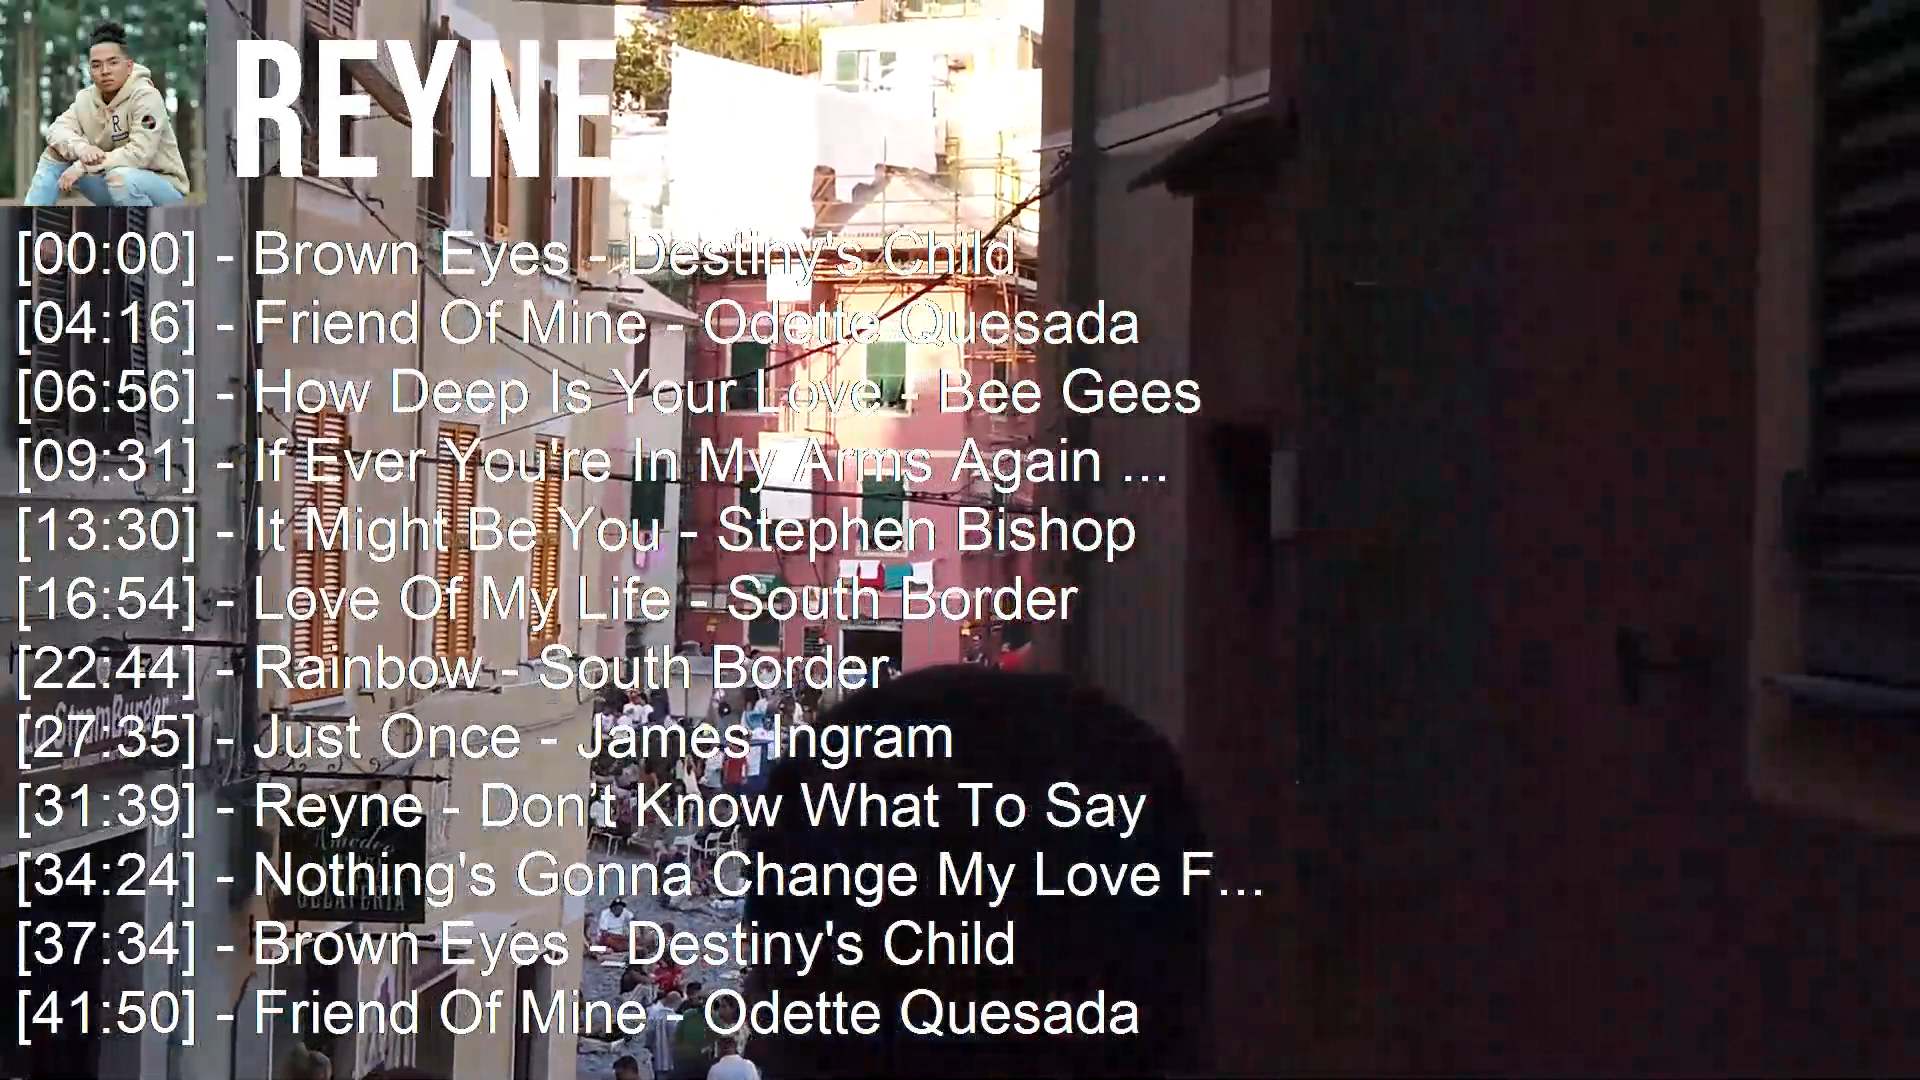 REYNE
[00:00] - Brown Eyes - Destiny's Child
[04:16] - Friend Of Mine - Odette Quesada
[06:56] - How Deep Is Your Love - Bee Gees
[09:31] - If Ever You're In My Arms Again ...
[13:30] - It Might Be You - Stephen Bishop
[16:54] - Love Of My Life - South Border
[22:44] - Rainbow - South Border
[27:35] - Just Once - James Ingram
[31:39] - Reyne - Don’t Know What To Say
[34:24] - Nothing's Gonna Change My Love F...
[37:34] - Brown Eyes - Destiny's Child
[41:50] - Friend Of Mine - Odette Quesada